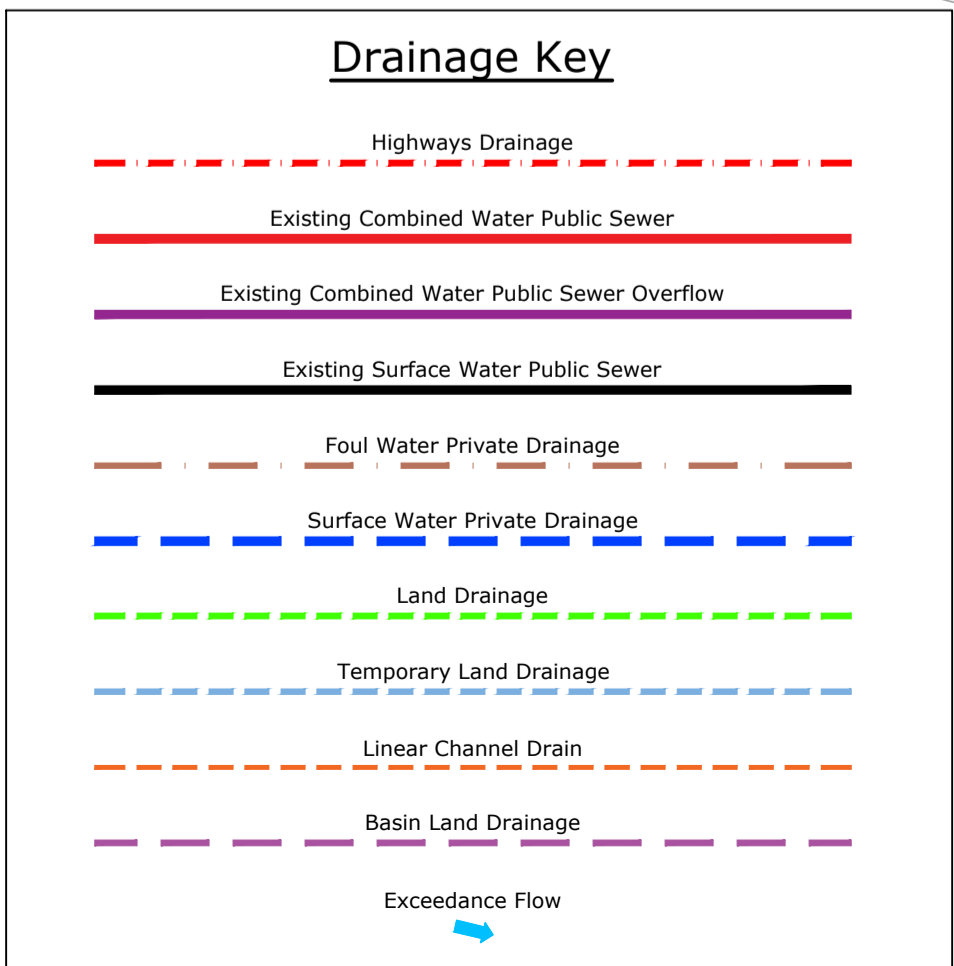 Drainage Key
Highways Drainage
Existing Combined Water Public Sewer
Existing Combined Water Public Sewer Overflow
Existing Surface Water Public Sewer
Foul Water Private Drainage
Surface Water Private Drainage
Land Drainage
Temporary Land Drainage
Linear Channel Drain
Basin Land Drainage
Exceedance Flow